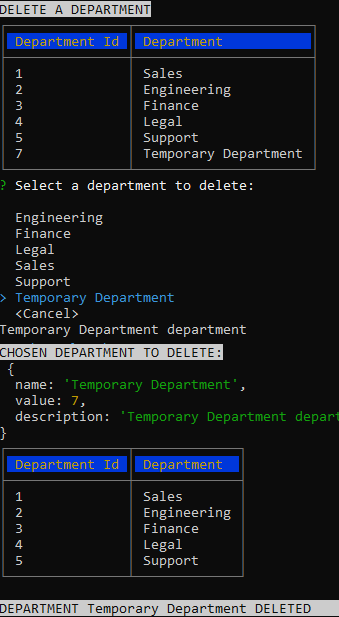 DELETE A DEPARTMENT
Department Id Department
1 Sales
2 Engineering
3 Finance
4 Legal
5 Support
7 Temporary Department
? Select a department to delete:
Engineering
Finance
Legal
Sales
Support
> Temporary Department
<Cancel>
Temporary Department department
CHOSEN DEPARTMENT TO DELETE:
{
name: 'Temporary Department',
value: 7,
description: 'Temporary Department depart
}
Department Id Department
1 Sales
2 Engineering
3 Finance
4 Legal
5 Support
DEPARTMENT Temporary Department DELETED